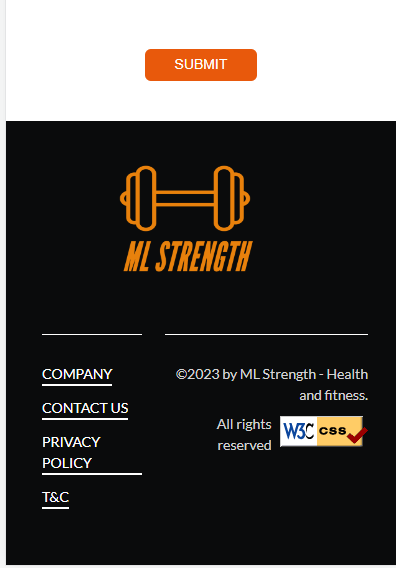 SUBMIT
ML STRENGTH
COMPANY
CONTACT US
PRIVACY
POLICY
T&C
©2023 by ML Strength - Health
and fitness.
All rights
reserved
W3C css